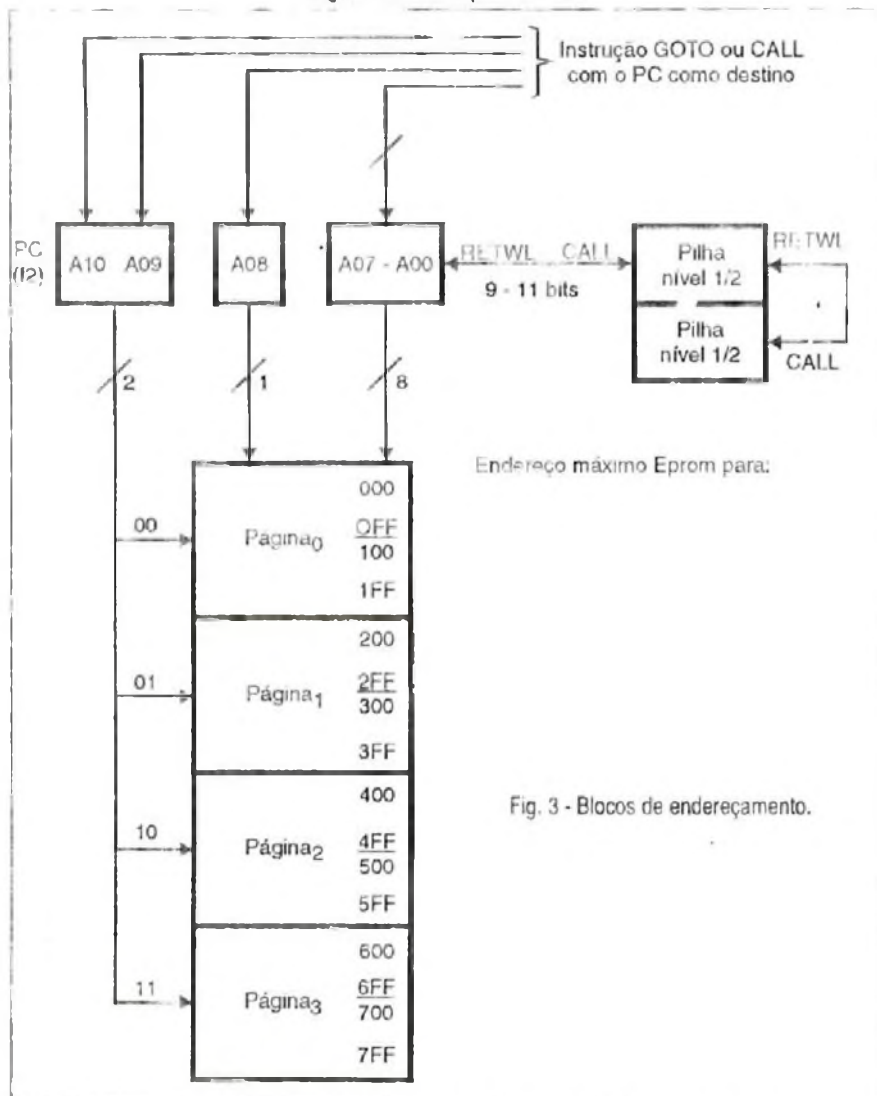 Instrução GOTO ou CALL
com o PC como destino
PC
(I2)
A10 A09
A08
A07 - A00
RETWL CALL
9 - 11 bits
Pilha
nível 1/2
Pilha
nível 1/2
RETWL
CALL
2
1
8
Endereço máximo Eprom para:
00
Página0
000
OFF
100
1FF
01
Página1
200
2FF
300
3FF
10
Página2
400
4FF
500
5FF
11
Página3
600
6FF
700
7FF
Fig. 3 - Blocos de endereçamento.